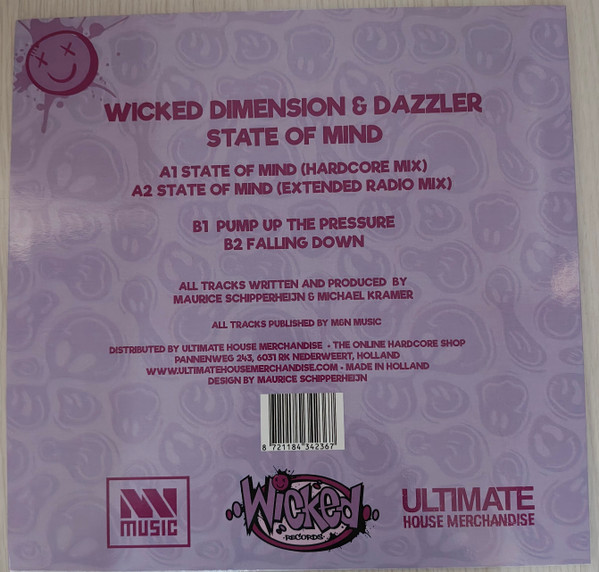 WICKED DIMENSION & DAZZLER
STATE OF MIND
A1 STATE OF MIND (HARDCORE MIX)
A2 STATE OF MIND (EXTENDED RADIO MIX)
B1 PUMP UP THE PRESSURE
B2 FALLING DOWN
ALL TRACKS WRITTEN AND PRODUCED BY
MAURICE SCHIPPERHEIJN & MICHAEL KRAMER
ALL TRACKS PUBLISHED BY M&N MUSIC
DISTRIBUTED BY ULTIMATE HOUSE MERCHANDISE • THE ONLINE HARDCORE SHOP
PANNENWEG 243, 6031 RK NEDERWEERT, HOLLAND
WWW.ULTIMATEHOUSEMERCHANDISE.COM • MADE IN HOLLAND
DESIGN BY MAURICE SCHIPPERHEIJN
8 721184 342367
MUSIC
Wicked
•RECORDS•
ULTIMATE
HOUSE MERCHANDISE